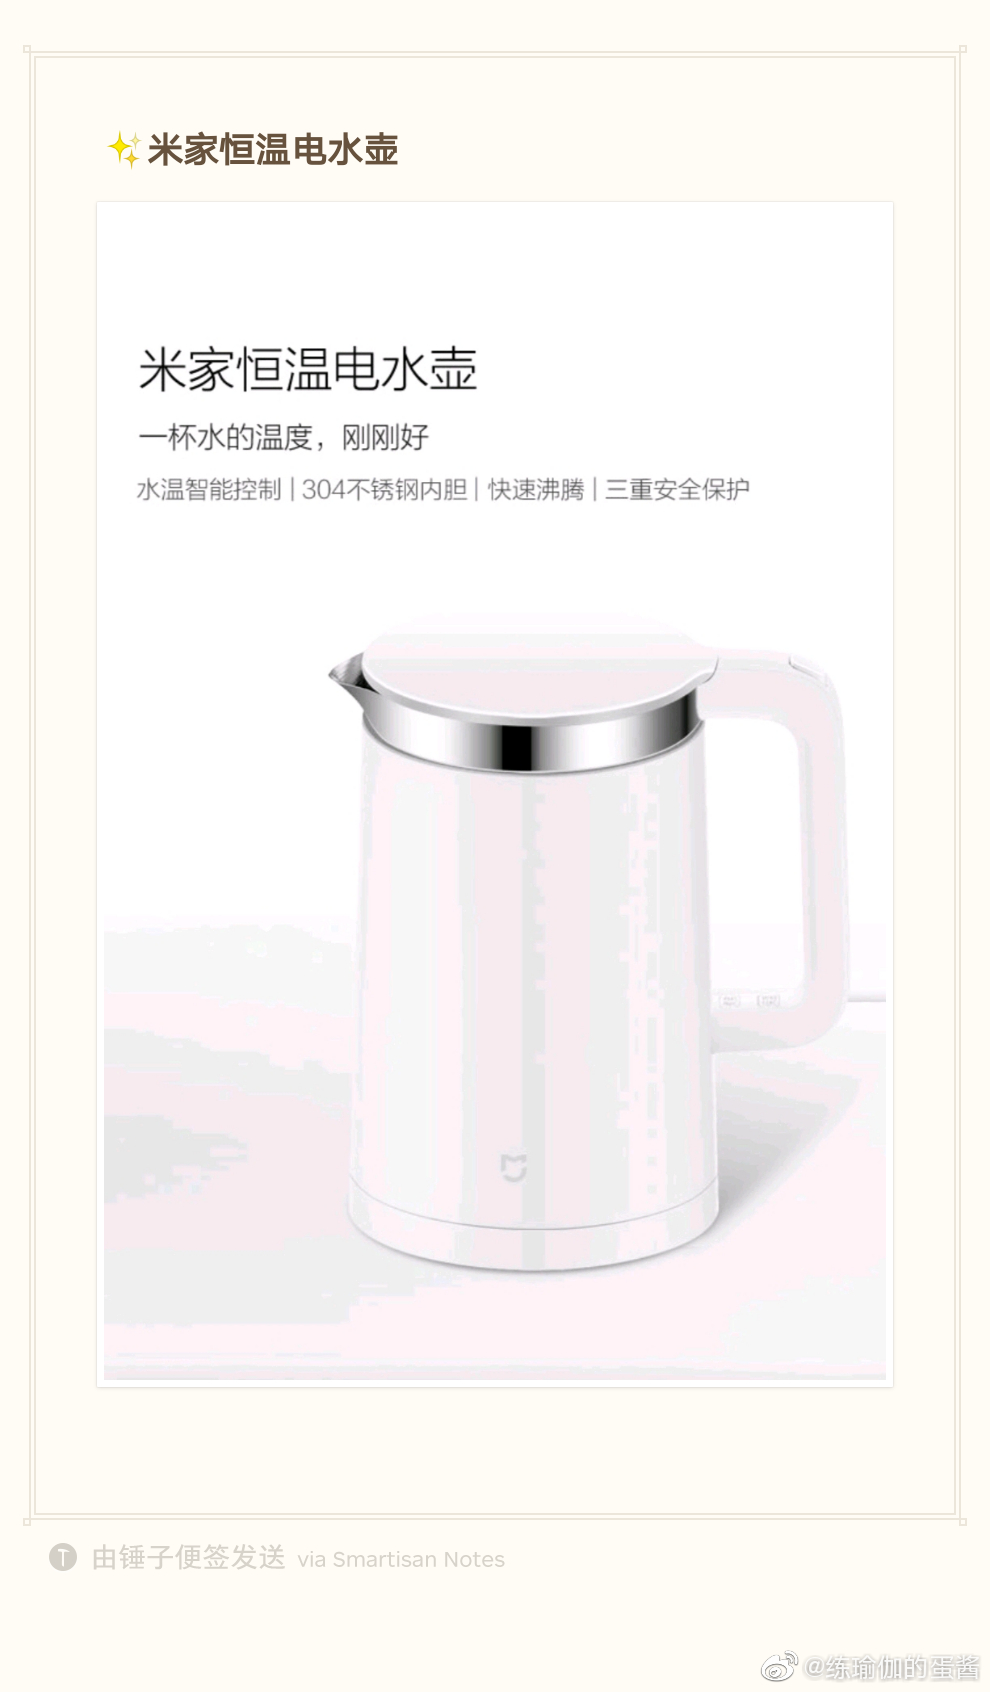 ✨米家恒温电水壶
米家恒温电水壶
一杯水的温度，刚刚好
水温智能控制 | 304不锈钢内胆 | 快速沸腾 | 三重安全保护
由锤子便签发送 via Smartisan Notes
@练瑜伽的蛋酱